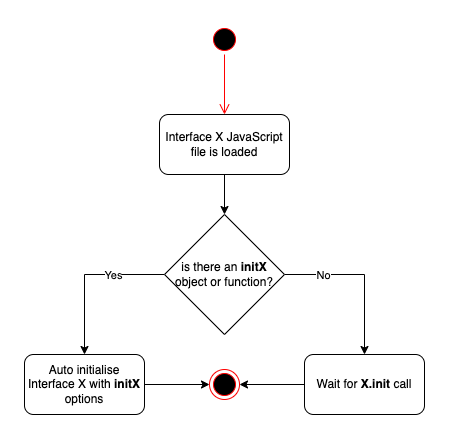 Interface X JavaScript
file is loaded
is there an initX
object or function?
Yes
No
Auto initialise
Interface X with initX
options
Wait for X.init call